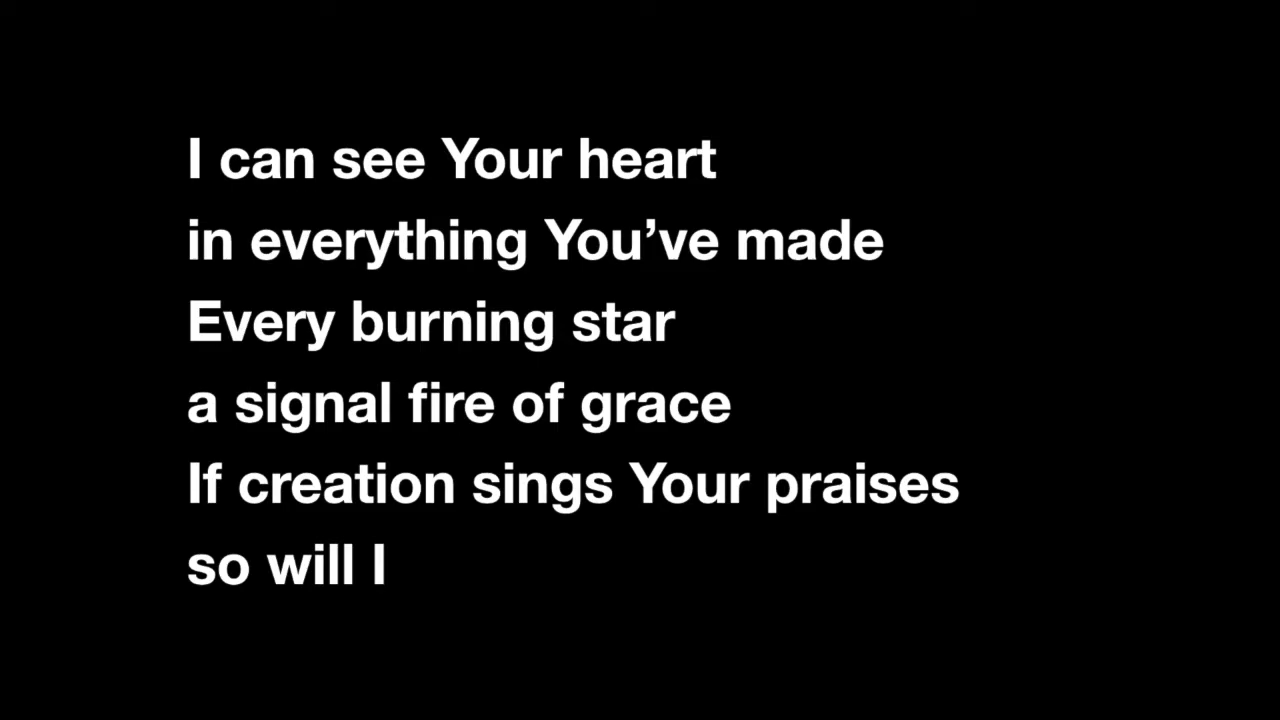 I can see Your heart
in everything You’ve made
Every burning star
a signal fire of grace
If creation sings Your praises
so will I